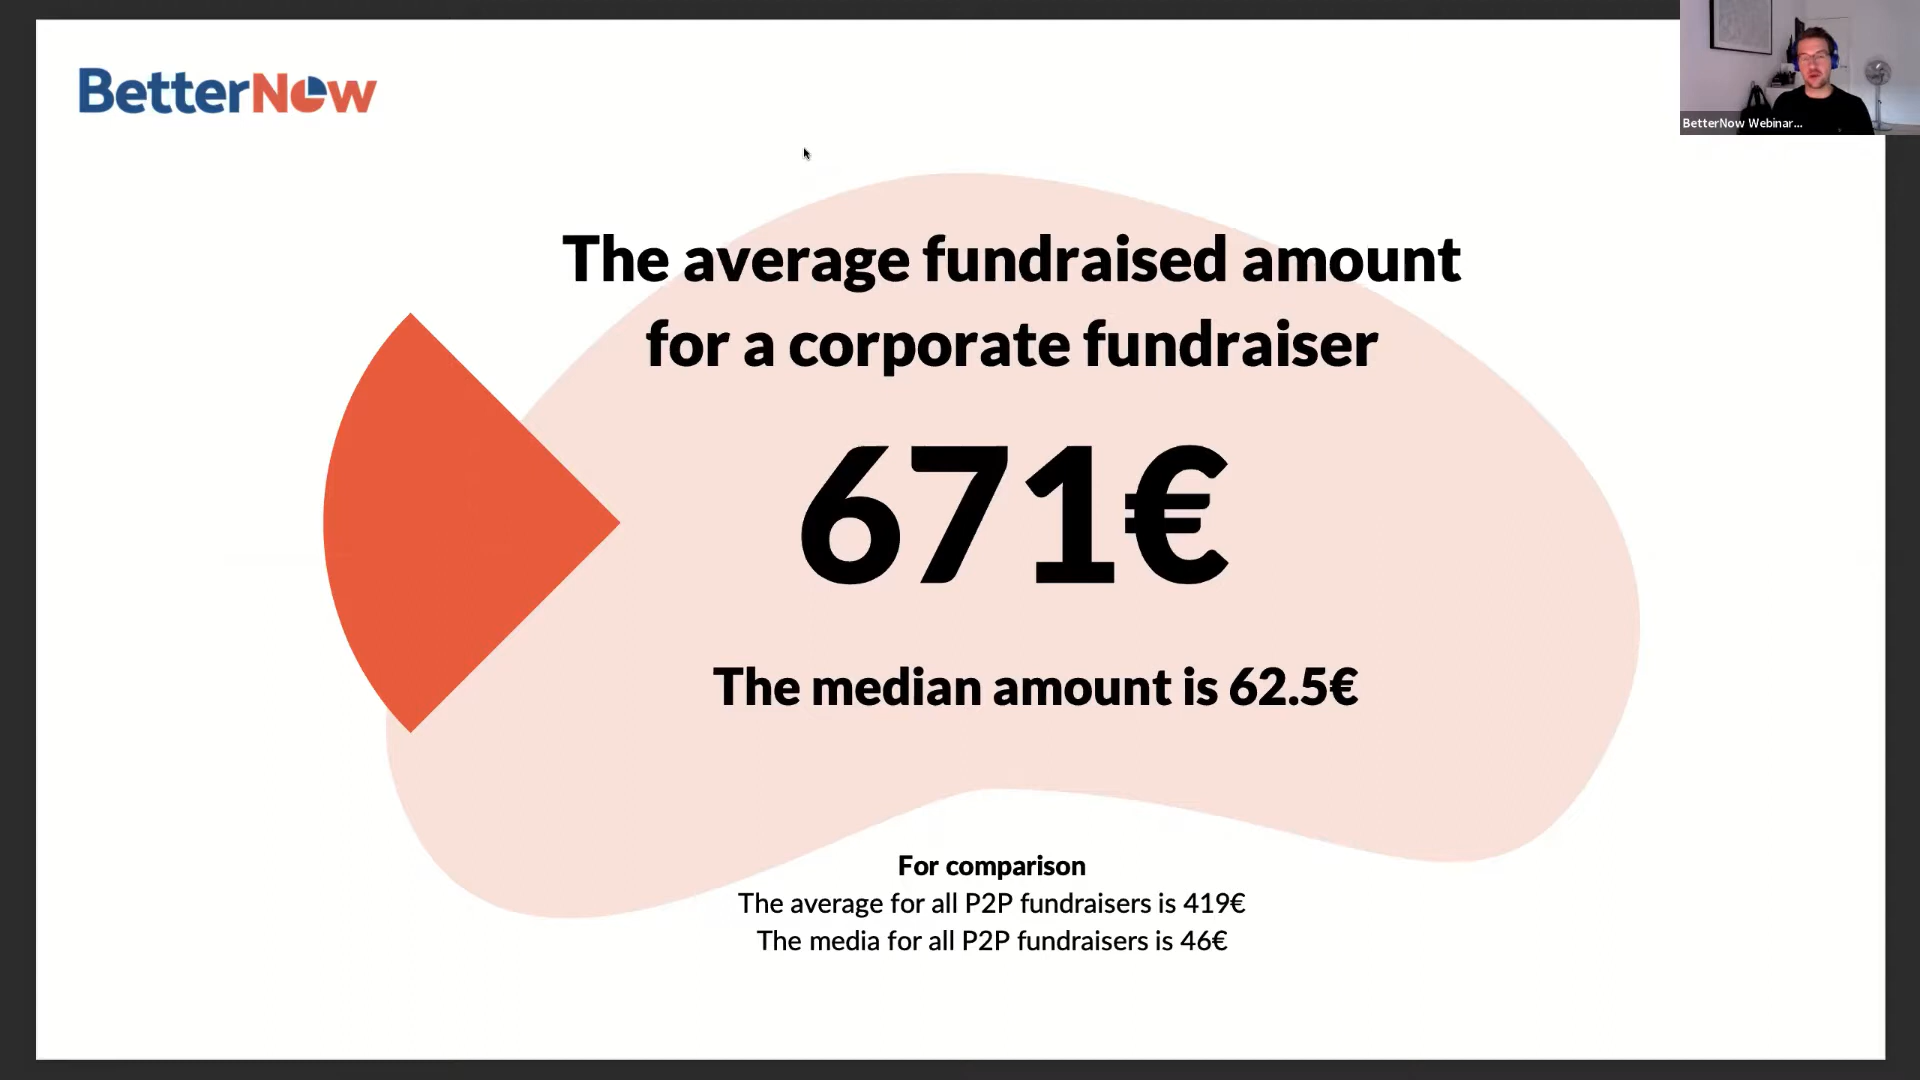 BetterNow
BetterNow Webinar...
The average fundraised amount
for a corporate fundraiser
671€
The median amount is 62.5€
For comparison
The average for all P2P fundraisers is 419€
The media for all P2P fundraisers is 46€